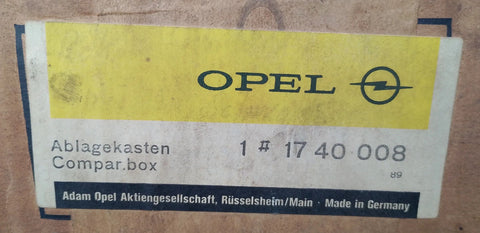 OPEL
Ablagekasten 1 # 17 40 008
Compar.box
89
Adam Opel Aktiengesellschaft, Rüsselsheim/Main · Made in Germany